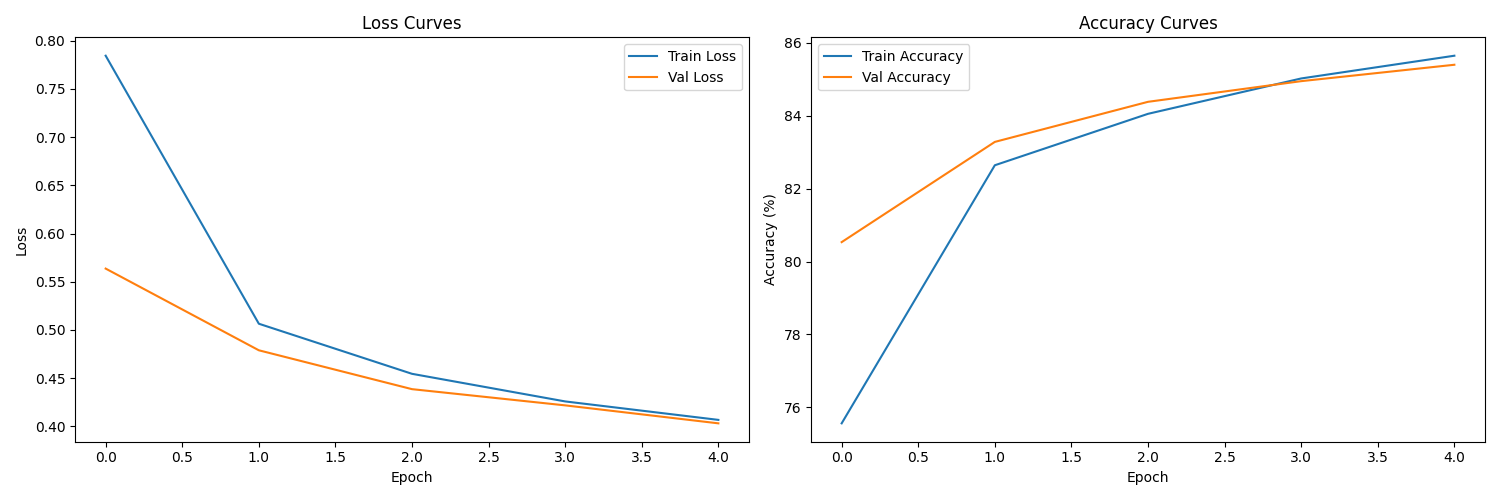 Loss Curves
0.80
0.75
0.70
0.65
0.60
0.55
0.50
0.45
0.40
Loss
Train Loss
Val Loss
0.0 0.5 1.0 1.5 2.0 2.5 3.0 3.5 4.0
Epoch
Accuracy Curves
86
84
82
80
78
76
Accuracy (%)
Train Accuracy
Val Accuracy
0.0 0.5 1.0 1.5 2.0 2.5 3.0 3.5 4.0
Epoch